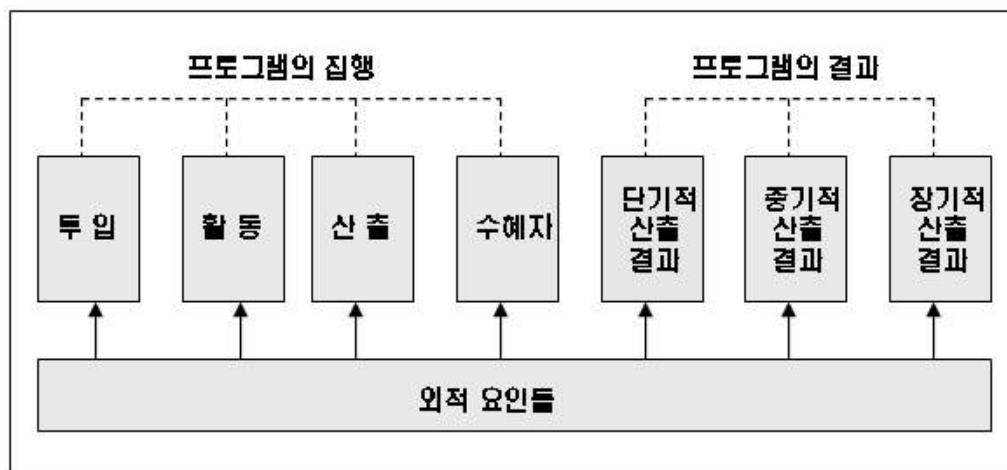 프로그램의 집행
프로그램의 결과
투 입
활 동
산 출
수혜자
단기적
산출
결과
중기적
산출
결과
장기적
산출
결과
외적 요인들